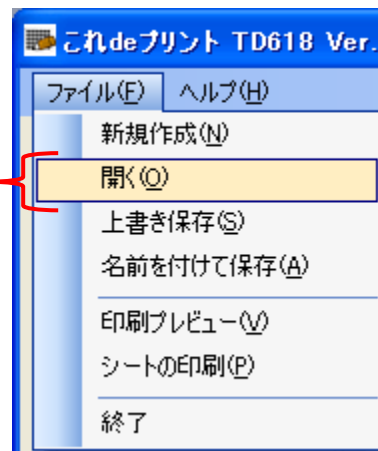 これdeプリント TD618 Ver.
ファイル(F) ヘルプ(H)
新規作成(N)
開く(O)
上書き保存(S)
名前を付けて保存(A)
印刷プレビュー(V)
シートの印刷(P)
終了